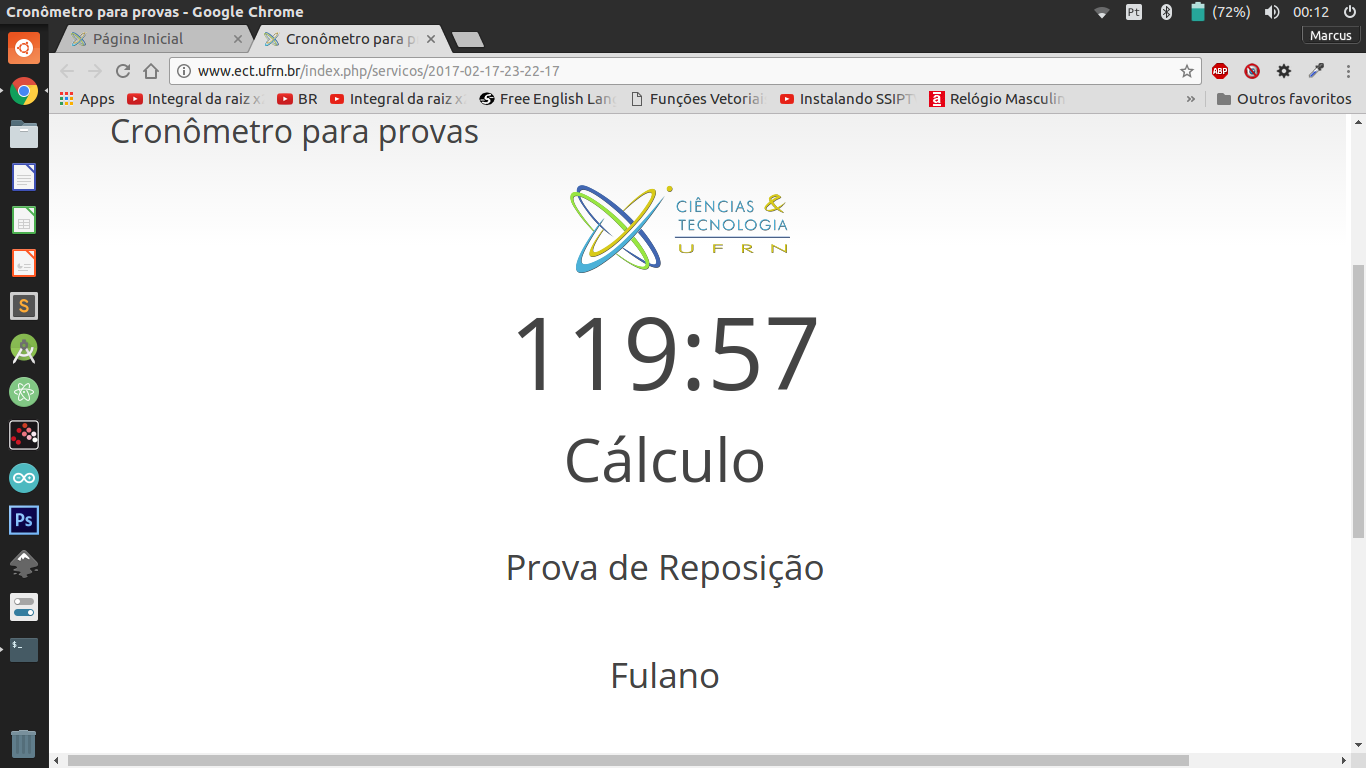 Cronômetro para provas - Google Chrome
Pt
(72%)
00:12
Página Inicial
Cronômetro para p
Marcus
www.ect.ufrn.br/index.php/servicos/2017-02-17-23-22-17
ABP
Apps
Integral da raiz x
BR
Integral da raiz x
Free English Lan
Funções Vetoriai
Instalando SSIPT
Relógio Masculin
»
Outros favoritos
Cronômetro para provas
CIÊNCIAS &
TECNOLOGIA
UFRN
119:57
Cálculo
Prova de Reposição
Fulano
S
Ps
$_